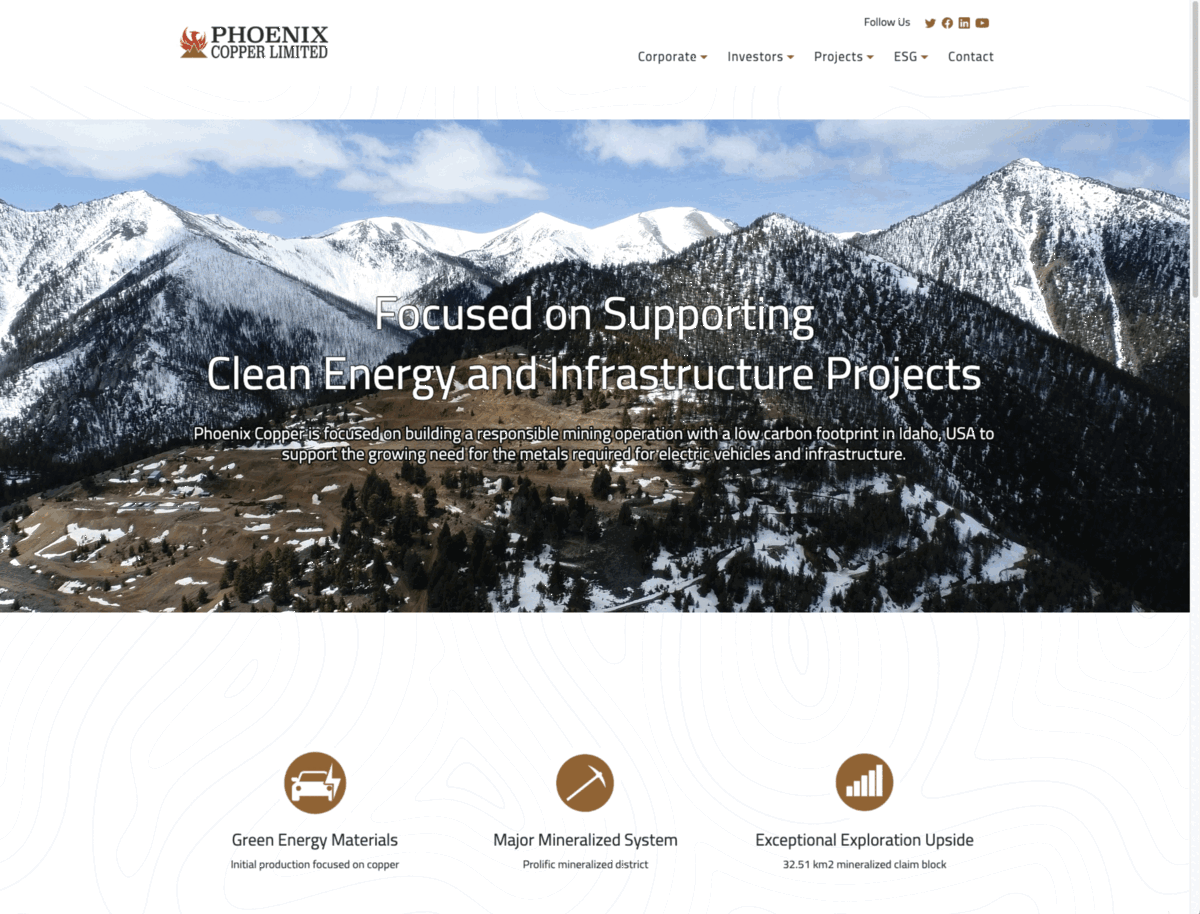 PHOENIX
COPPER LIMITED
Follow Us
Corporate
Investors
Projects
ESG
Contact
Focused on Supporting
Clean Energy and Infrastructure Projects
Phoenix Copper is focused on building a responsible mining operation with a low carbon footprint in Idaho, USA to
support the growing need for the metals required for electric vehicles and infrastructure.
Green Energy Materials
Initial production focused on copper
Major Mineralized System
Prolific mineralized district
Exceptional Exploration Upside
32.51 km2 mineralized claim block